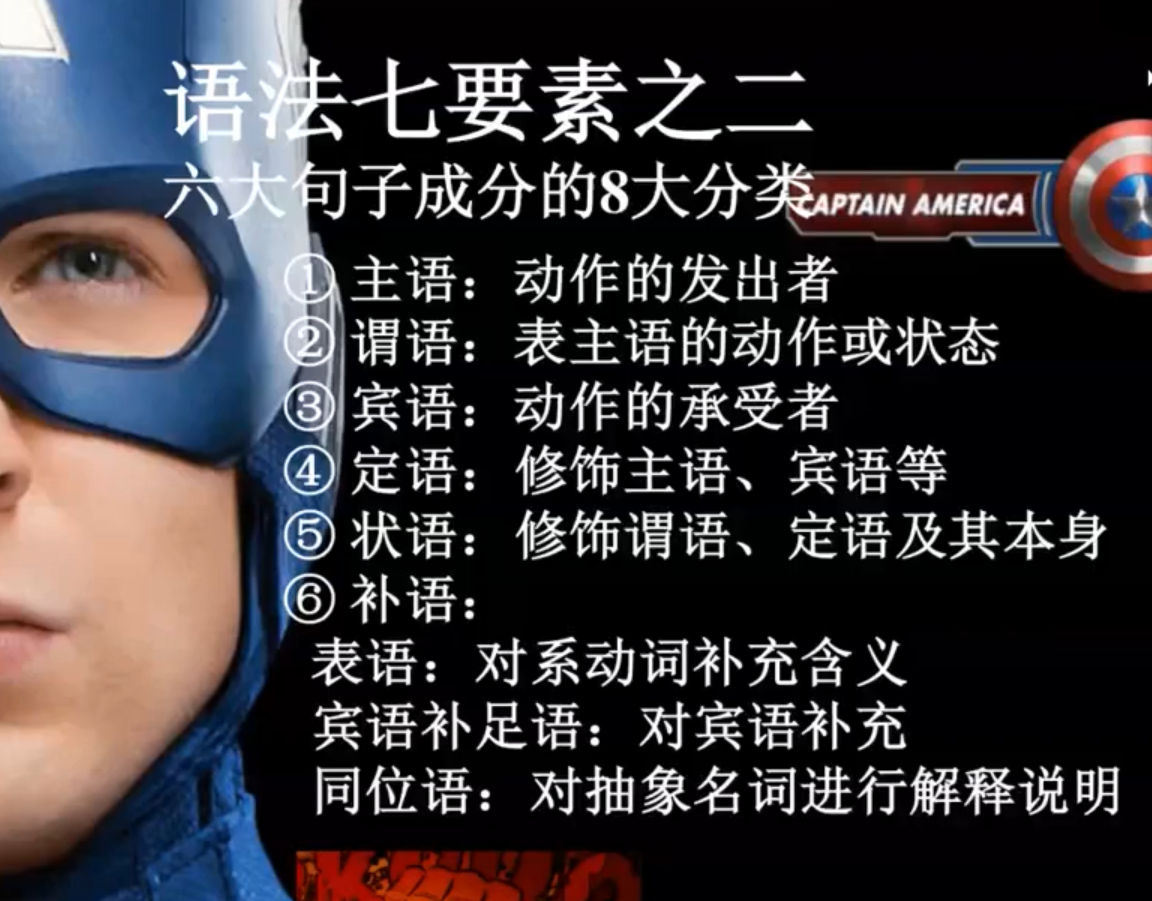 语法七要素之二
六大句子成分的8大分类
CAPTAIN AMERICA
①主语：动作的发出者
②谓语：表主语的动作或状态
③宾语：动作的承受者
④定语：修饰主语、宾语等
⑤状语：修饰谓语、定语及其本身
⑥补语：
表语：对系动词补充含义
宾语补足语：对宾语补充
同位语：对抽象名词进行解释说明